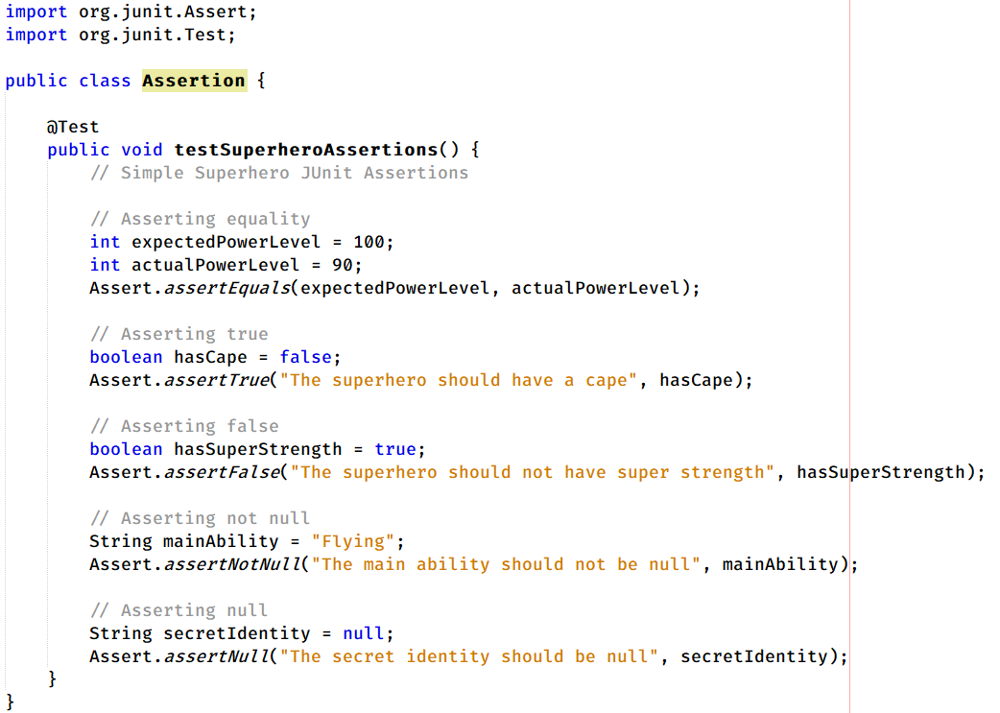 import org.junit.Assert;
import org.junit.Test;
public class Assertion {
@Test
public void testSuperheroAssertions() {
// Simple Superhero JUnit Assertions
// Asserting equality
int expectedPowerLevel = 100;
int actualPowerLevel = 90;
Assert.assertEquals(expectedPowerLevel, actualPowerLevel);
// Asserting true
boolean hasCape = false;
Assert.assertTrue("The superhero should have a cape", hasCape);
// Asserting false
boolean hasSuperStrength = true;
Assert.assertFalse("The superhero should not have super strength", hasSuperStrength);
// Asserting not null
String mainAbility = "Flying";
Assert.assertNotNull("The main ability should not be null", mainAbility);
// Asserting null
String secretIdentity = null;
Assert.assertNull("The secret identity should be null", secretIdentity);
}
}